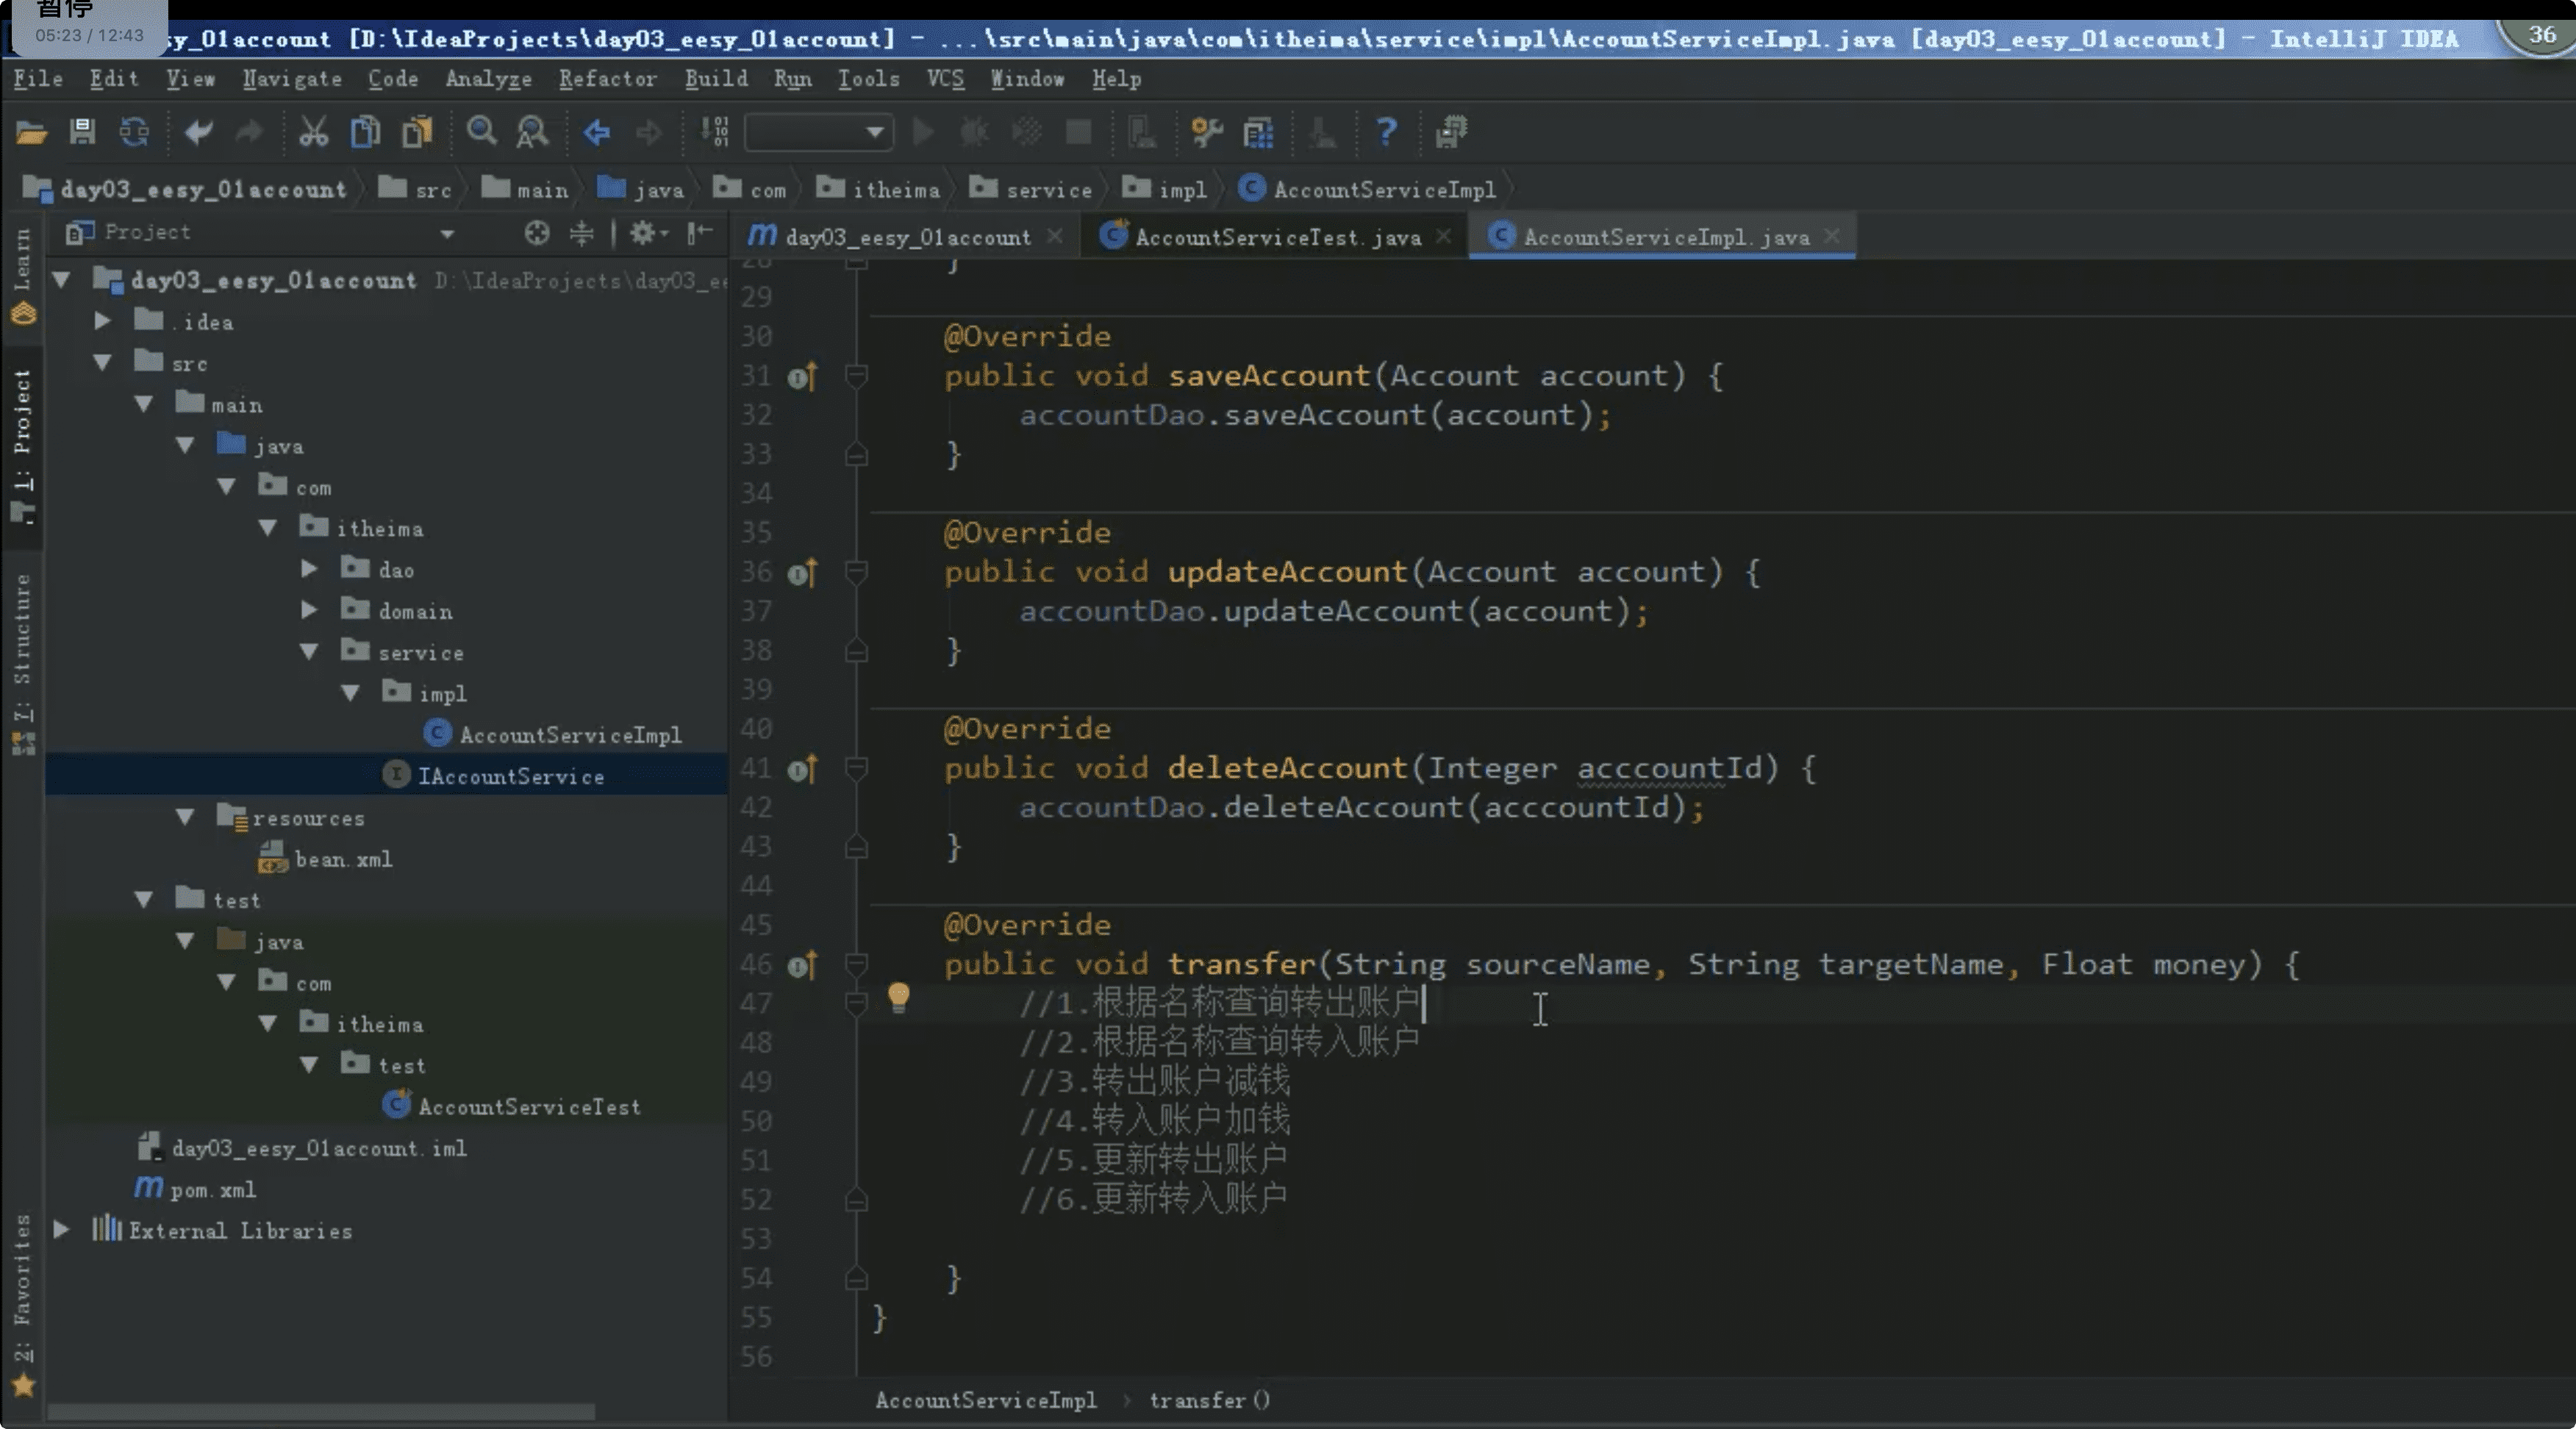 暂停
05:23 / 12:43
sy_01account [D:\IdeaProjects\day03_eesy_01account] - ...\src\main\java\com\itheima\service\impl\AccountServiceImpl.java [day03_eesy_01account] - IntelliJ IDEA
36
File Edit View Navigate Code Analyze Refactor Build Run Tools VCS Window Help
day03_eesy_01account src main java com itheima service impl AccountServiceImpl
Project
day03_eesy_01account AccountServiceTest.java AccountServiceImpl.java
Learn
1: Project
7: Structure
2: Favorites
day03_eesy_01account D:\IdeaProjects\day03_ee
.idea
src
main
java
com
itheima
dao
domain
service
impl
AccountServiceImpl
IAccountService
resources
bean.xml
test
java
com
itheima
test
AccountServiceTest
day03_eesy_01account.iml
pom.xml
External Libraries
28 }
29
30 @Override
31 public void saveAccount(Account account) {
32 accountDao.saveAccount(account);
33 }
34
35 @Override
36 public void updateAccount(Account account) {
37 accountDao.updateAccount(account);
38 }
39
40 @Override
41 public void deleteAccount(Integer acccountId) {
42 accountDao.deleteAccount(acccountId);
43 }
44
45 @Override
46 public void transfer(String sourceName, String targetName, Float money) {
47 //1.根据名称查询转出账户
48 //2.根据名称查询转入账户
49 //3.转出账户减钱
50 //4.转入账户加钱
51 //5.更新转出账户
52 //6.更新转入账户
53
54 }
55 }
56
AccountServiceImpl › transfer()